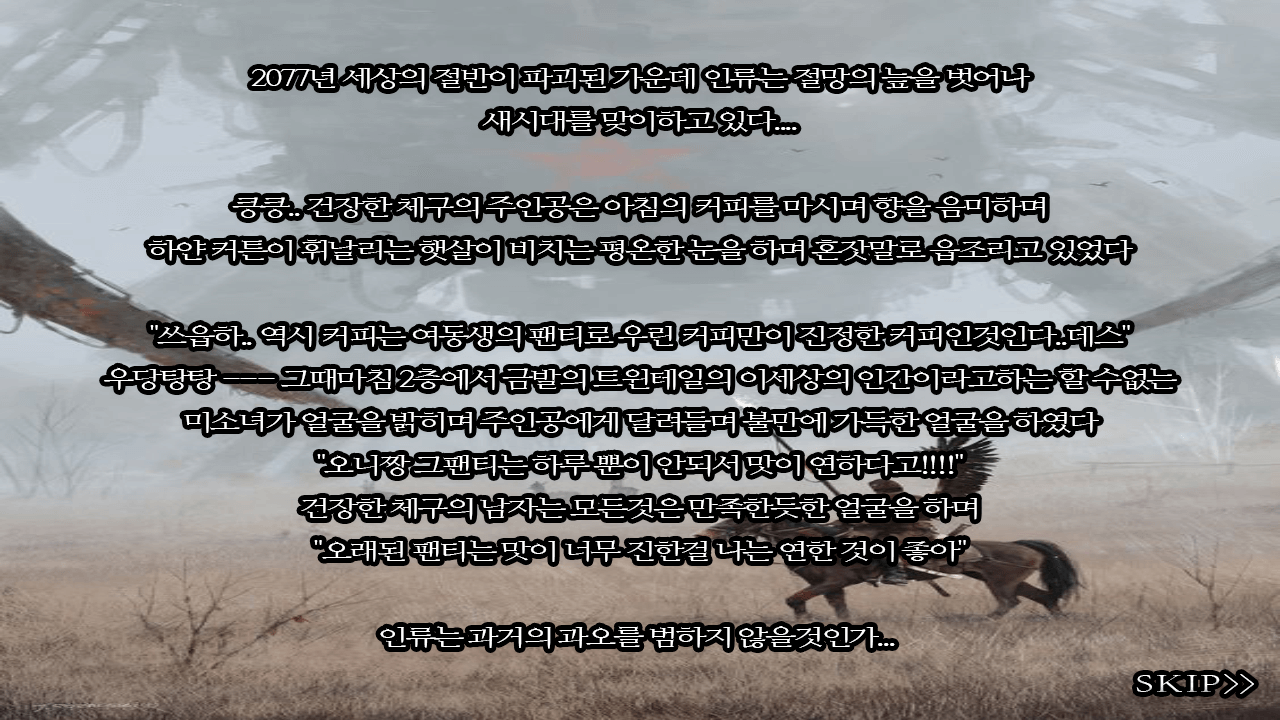 2077년 세상의 절반이 파괴된 가운데 인류는 절망의 늪을 벗어나
새시대를 맞이하고 있다....
킁킁.. 건장한 체구의 주인공은 아침의 커피를 마시며 향을 음미하며
하얀 커튼이 휘날리는 햇살이 비치는 평온한 눈을 하며 혼잣말로 읊조리고 있었다
"쓰읍하.. 역시 커피는 여동생의 팬티로 우린 커피만이 진정한 커피인것인다..데스"
우당탕탕 ---- 그때마침 2층에서 금발의 트윈테일의 이세상의 인간이라고하는 할 수없는
미소녀가 얼굴을 밝히며 주인공에게 달려들며 불만에 가득한 얼굴을 하였다
"오니짱 그팬티는 하루 뿐이 안되서 맛이 연하다고!!!!"
건장한 체구의 남자는 모든것은 만족한듯한 얼굴을 하며
"오래된 팬티는 맛이 너무 진한걸 나는 연한 것이 좋아"
인류는 과거의 과오를 범하지 않을것인가...
SKIP>>